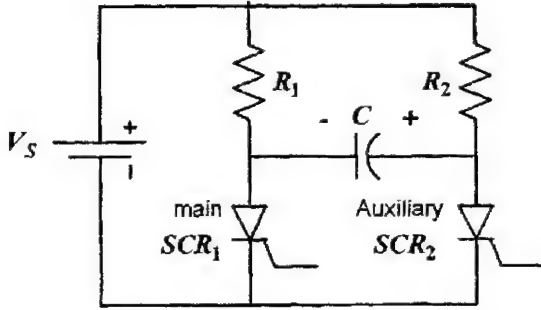 R1
R2
- C +
VS
+
main
SCR1
Auxiliary
SCR2